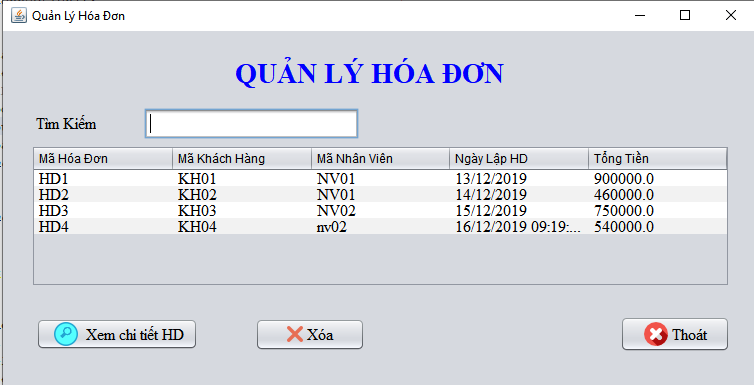 Quản Lý Hóa Đơn
QUẢN LÝ HÓA ĐƠN
Tìm Kiếm
Mã Hóa Đơn Mã Khách Hàng Mã Nhân Viên Ngày Lập HD Tổng Tiền
HD1 KH01 NV01 13/12/2019 900000.0
HD2 KH02 NV01 14/12/2019 460000.0
HD3 KH03 NV02 15/12/2019 750000.0
HD4 KH04 nv02 16/12/2019 09:19:... 540000.0
Xem chi tiết HD Xóa Thoát